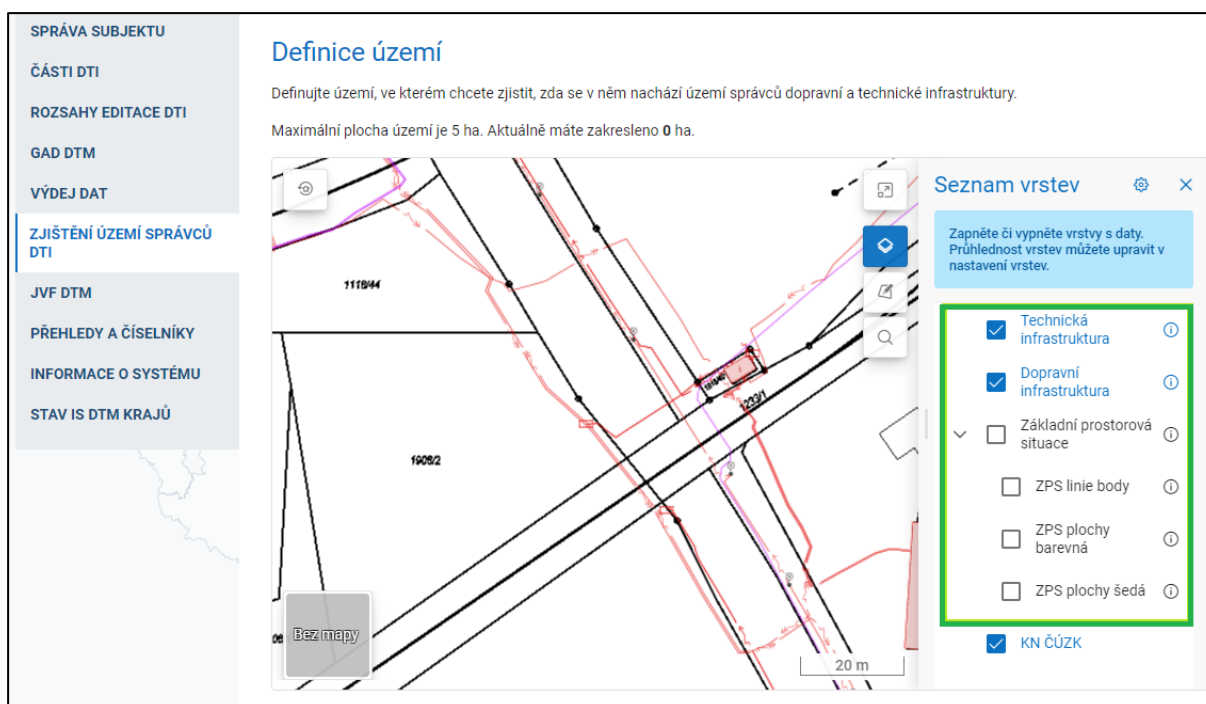 SPRÁVA SUBJEKTU
ČÁSTI DTI
ROZSAHY EDITACE DTI
GAD DTM
VÝDEJ DAT
ZJIŠTĚNÍ ÚZEMÍ SPRÁVCŮ
DTI
JVF DTM
PŘEHLEDY A ČÍSELNÍKY
INFORMACE O SYSTÉMU
STAV IS DTM KRAJŮ
Definice území
Definujte území, ve kterém chcete zjistit, zda se v něm nachází území správců dopravní a technické infrastruktury.
Maximální plocha území je 5 ha. Aktuálně máte zakresleno 0 ha.
1118/44
1233/1
1908/2
Bez mapy
20 m
Seznam vrstev
Zapněte či vypněte vrstvy s daty.
Průhlednost vrstev můžete upravit v
nastavení vrstev.
Technická
infrastruktura
Dopravní
infrastruktura
Základní prostorová
situace
ZPS linie body
ZPS plochy
barevná
ZPS plochy šedá
KN ČÚZK